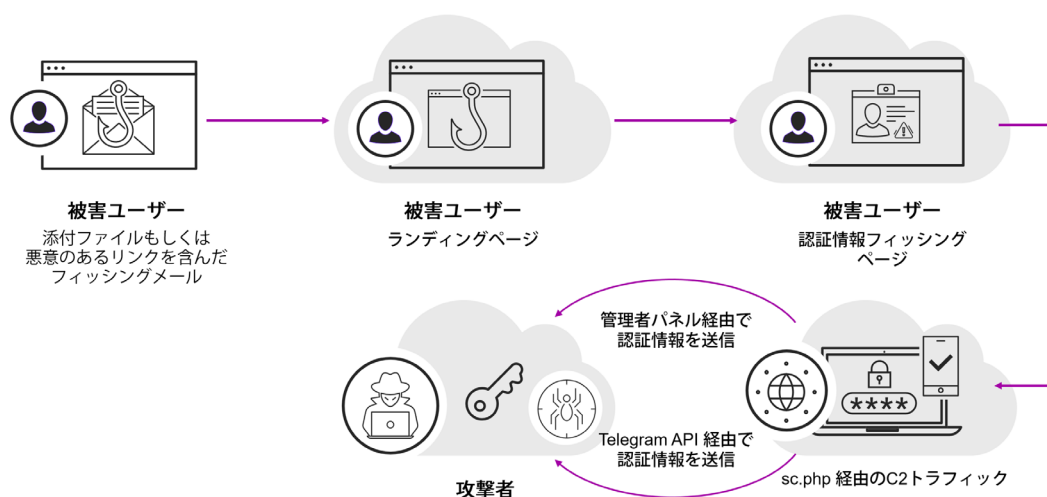 被害ユーザー
添付ファイルもしくは
悪意のあるリンクを含んだ
フィッシングメール
被害ユーザー
ランディングページ
被害ユーザー
認証情報フィッシング
ページ
管理者パネル経由で
認証情報を送信
Telegram API 経由で
認証情報を送信
****
sc.php 経由のC2トラフィック
攻撃者